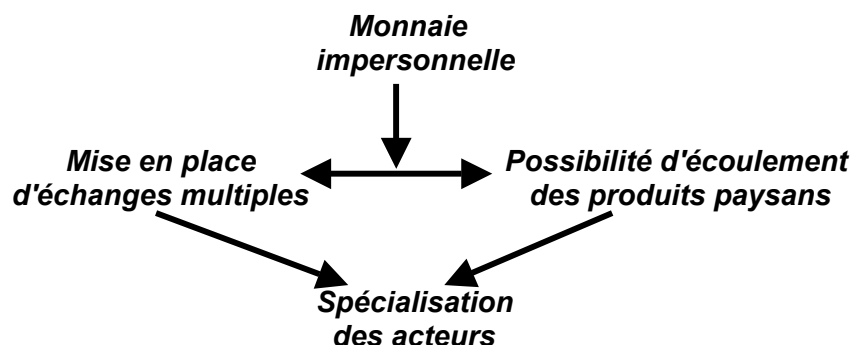 Monnaie
impersonnelle
Mise en place
d'échanges multiples
Possibilité d'écoulement
des produits paysans
Spécialisation
des acteurs